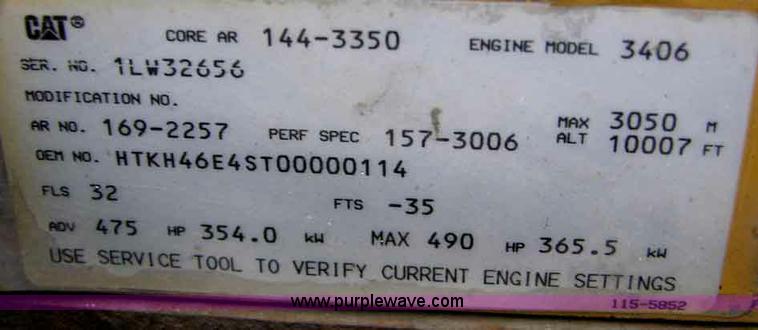 CAT® CORE AR 144-3350 ENGINE MODEL 3406
SER. NO. 1LW32656
MODIFICATION NO.
AR NO. 169-2257 PERF SPEC 157-3006 MAX ALT 3050 M 10007 FT
OEM NO. HTKH46E4ST00000114
FLS 32 FTS -35
ADV 475 HP 354.0 kW MAX 490 HP 365.5 kW
USE SERVICE TOOL TO VERIFY CURRENT ENGINE SETTINGS
www.purplewave.com 115-5852